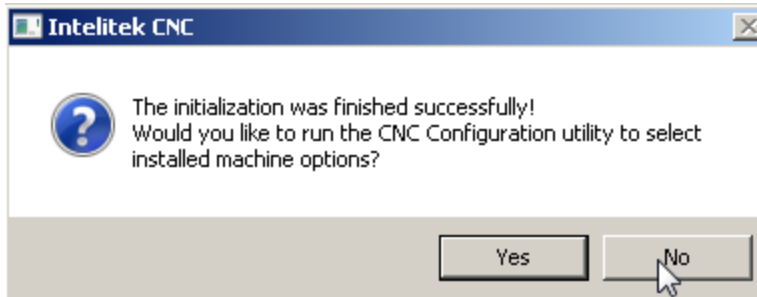 Intelitek CNC
The initialization was finished successfully!
Would you like to run the CNC Configuration utility to select
installed machine options?
Yes
No